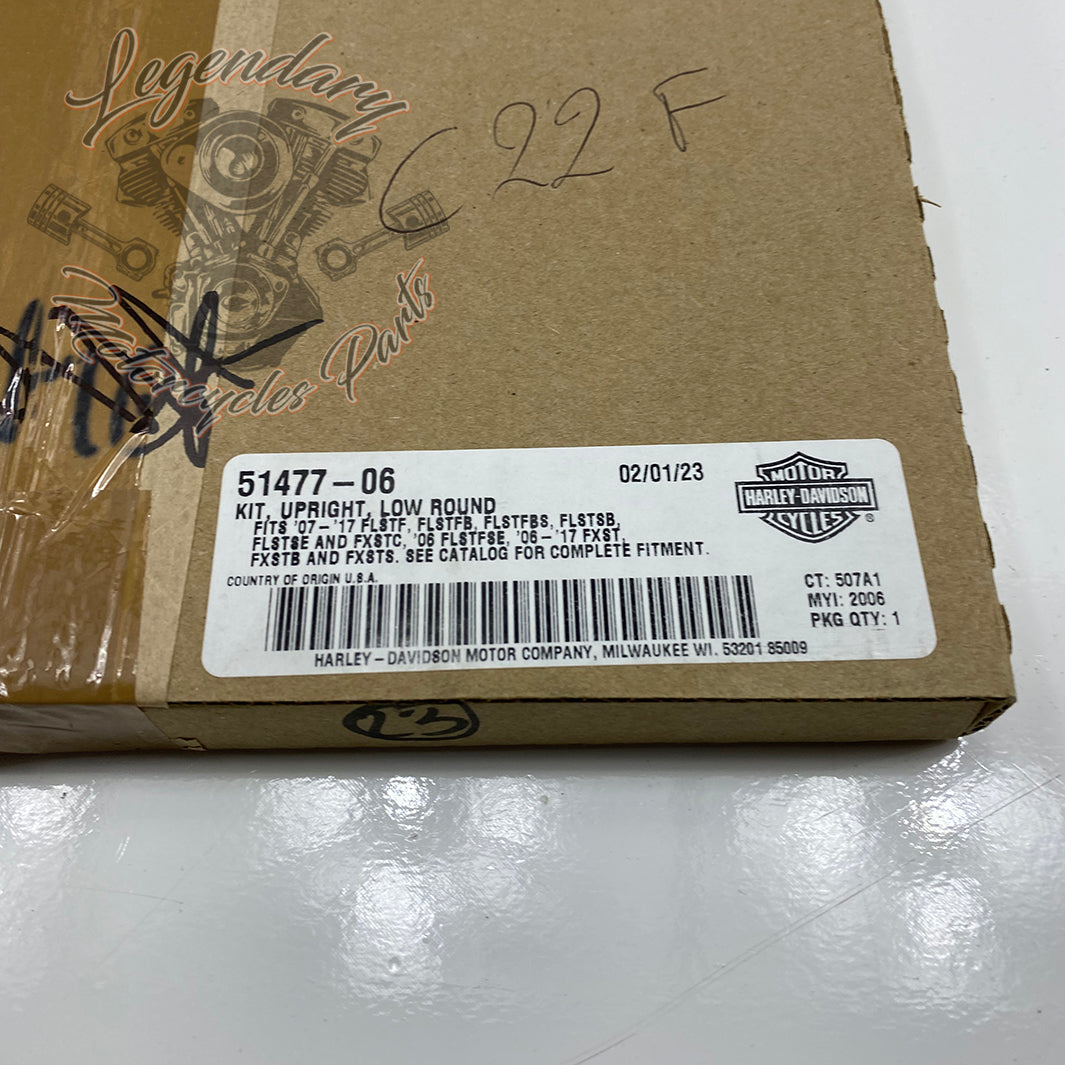 Legendary
Motorcycles Parts
C 22 F
51477-06
02/01/23
KIT, UPRIGHT, LOW ROUND
FITS '07-'17 FLSTF, FLSTFB, FLSTFBS, FLSTSB,
FLSTSE AND FXSTC, '06 FLSTFSE, '06-'17 FXST,
FXSTB AND FXSTS. SEE CATALOG FOR COMPLETE FITMENT.
MOTOR
HARLEY-DAVIDSON
CYCLES
®
COUNTRY OF ORIGIN U.S.A.
CT: 507A1
MYI: 2006
PKG QTY: 1
HARLEY-DAVIDSON MOTOR COMPANY, MILWAUKEE WI. 53201 85009